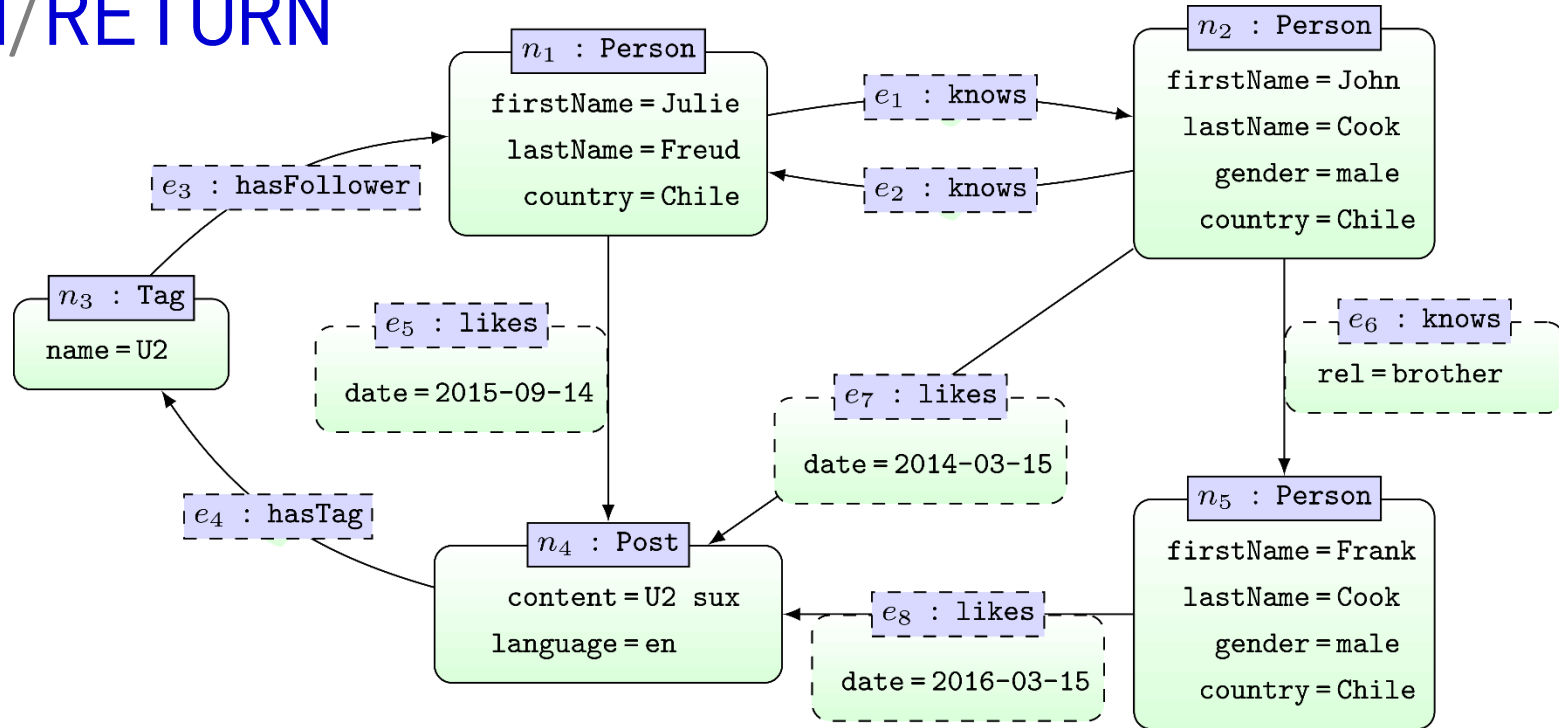 /RETURN
n1 : Person
firstName = Julie
lastName = Freud
country = Chile
e1 : knows
e2 : knows
n2 : Person
firstName = John
lastName = Cook
gender = male
country = Chile
e3 : hasFollower
n3 : Tag
name = U2
e5 : likes
date = 2015-09-14
e6 : knows
rel = brother
e7 : likes
date = 2014-03-15
e4 : hasTag
n4 : Post
content = U2 sux
language = en
e8 : likes
date = 2016-03-15
n5 : Person
firstName = Frank
lastName = Cook
gender = male
country = Chile